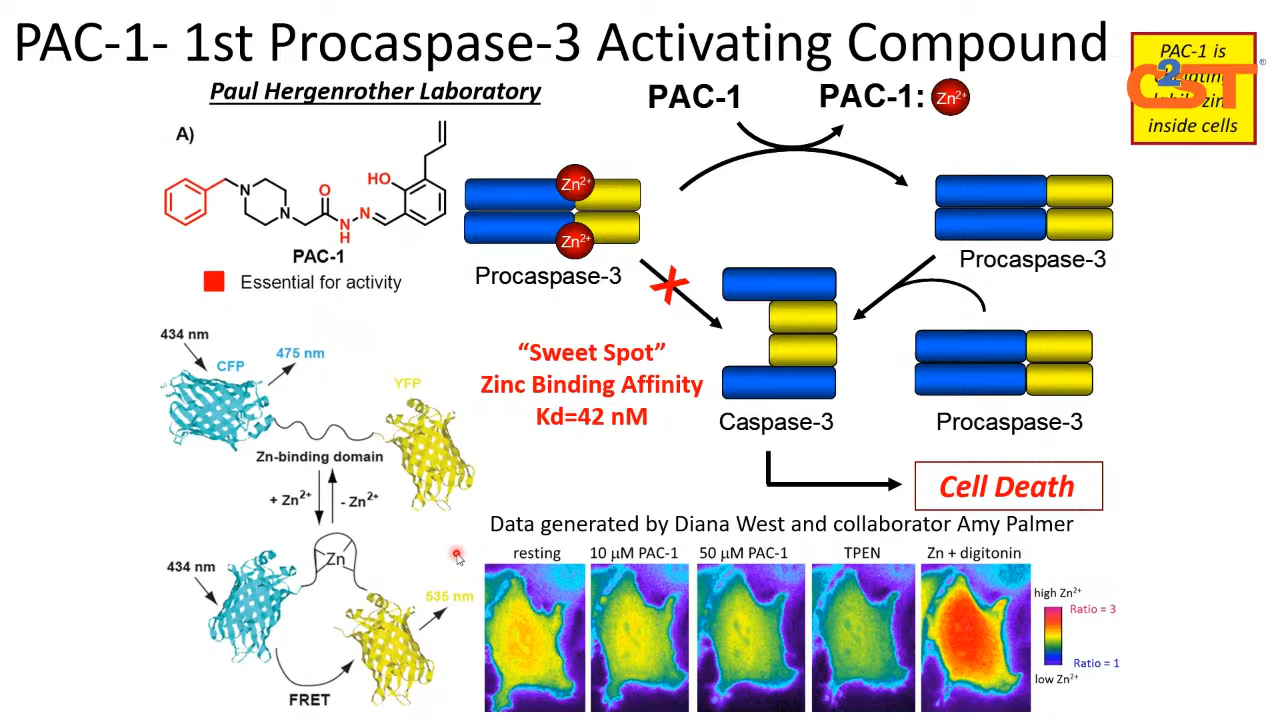 PAC-1- 1st Procaspase-3 Activating Compound
Paul Hergenrother Laboratory
PAC-1
PAC-1: Zn²⁺
PAC-1 is
inside cells
C²ST®
A)
HO
N
N
O
N
H
N
PAC-1
Essential for activity
Zn²⁺
Zn²⁺
Procaspase-3
Procaspase-3
Procaspase-3
Caspase-3
"Sweet Spot"
Zinc Binding Affinity
Kd=42 nM
Cell Death
434 nm
475 nm
CFP
YFP
Zn-binding domain
+ Zn²⁺
- Zn²⁺
Zn
434 nm
535 nm
FRET
Data generated by Diana West and collaborator Amy Palmer
resting
10 µM PAC-1
50 µM PAC-1
TPEN
Zn + digitonin
high Zn²⁺
Ratio = 3
Ratio = 1
low Zn²⁺